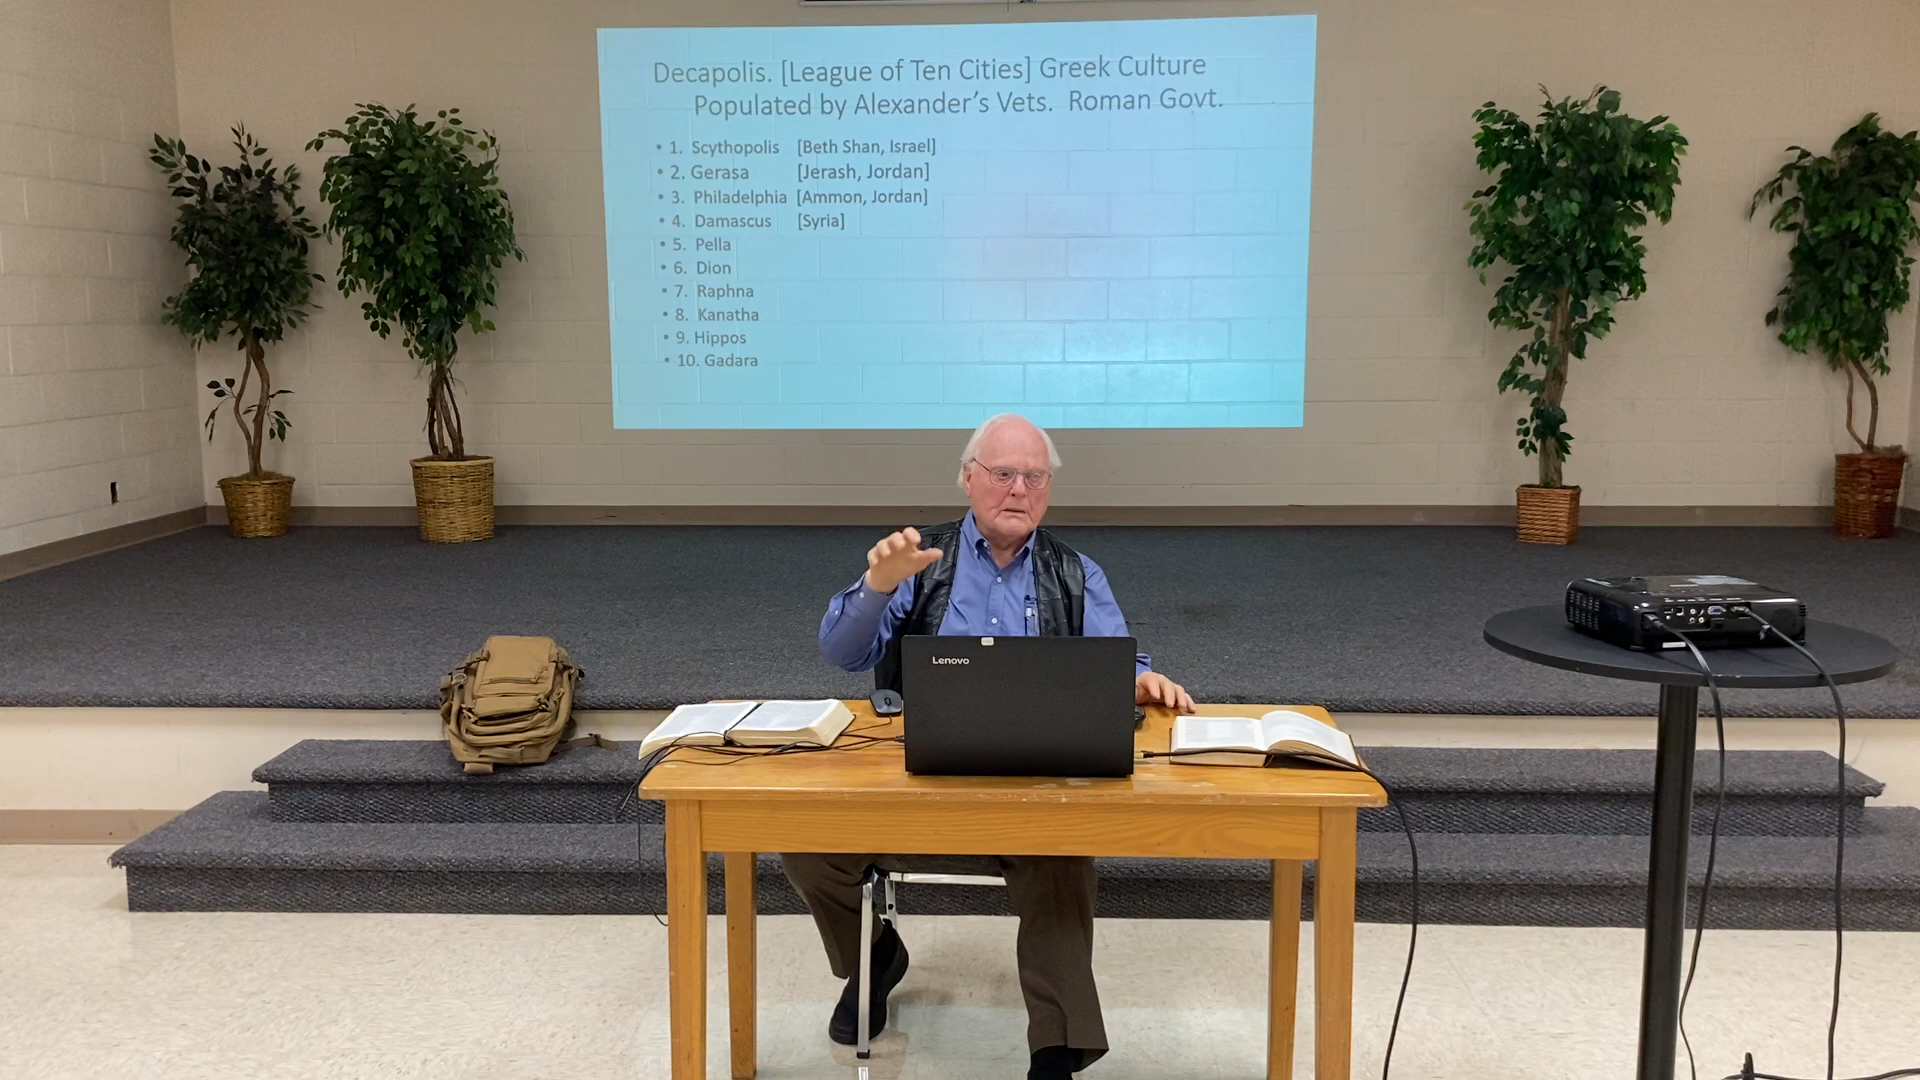 Decapolis. [League of Ten Cities] Greek Culture
Populated by Alexander's Vets. Roman Govt.
• 1. Scythopolis [Beth Shan, Israel]
• 2. Gerasa [Jerash, Jordan]
• 3. Philadelphia [Ammon, Jordan]
• 4. Damascus [Syria]
• 5. Pella
• 6. Dion
• 7. Raphna
• 8. Kanatha
• 9. Hippos
• 10. Gadara
Lenovo